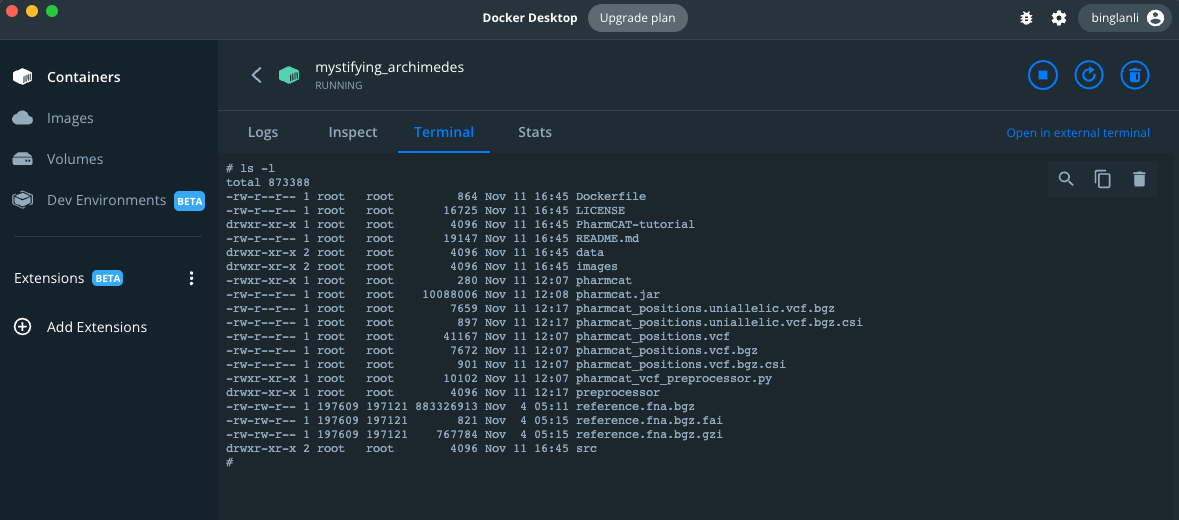 Docker Desktop Upgrade plan binglanli
Containers
Images
Volumes
Dev Environments BETA
Extensions BETA
Add Extensions
mystifying_archimedes
RUNNING
Logs Inspect Terminal Stats Open in external terminal
# ls -l
total 873388
-rw-r--r-- 1 root   root         864 Nov 11 16:45 Dockerfile
-rw-r--r-- 1 root   root       16725 Nov 11 16:45 LICENSE
drwxr-xr-x 1 root   root        4096 Nov 11 16:45 PharmCAT-tutorial
-rw-r--r-- 1 root   root       19147 Nov 11 16:45 README.md
drwxr-xr-x 2 root   root        4096 Nov 11 16:45 data
drwxr-xr-x 2 root   root        4096 Nov 11 16:45 images
-rwxr-xr-x 1 root   root         280 Nov 11 12:07 pharmcat
-rw-r--r-- 1 root   root    10088006 Nov 11 12:08 pharmcat.jar
-rw-r--r-- 1 root   root        7659 Nov 11 12:17 pharmcat_positions.uniallelic.vcf.bgz
-rw-r--r-- 1 root   root         897 Nov 11 12:17 pharmcat_positions.uniallelic.vcf.bgz.csi
-rw-r--r-- 1 root   root       41167 Nov 11 12:07 pharmcat_positions.vcf
-rw-r--r-- 1 root   root        7672 Nov 11 12:07 pharmcat_positions.vcf.bgz
-rw-r--r-- 1 root   root         901 Nov 11 12:07 pharmcat_positions.vcf.bgz.csi
-rwxr-xr-x 1 root   root       10102 Nov 11 12:07 pharmcat_vcf_preprocessor.py
drwxr-xr-x 1 root   root        4096 Nov 11 12:17 preprocessor
-rw-rw-r-- 1 197609 197121 883326913 Nov  4 05:11 reference.fna.bgz
-rw-rw-r-- 1 197609 197121       821 Nov  4 05:15 reference.fna.bgz.fai
-rw-rw-r-- 1 197609 197121    767784 Nov  4 05:15 reference.fna.bgz.gzi
drwxr-xr-x 2 root   root        4096 Nov 11 16:45 src
#